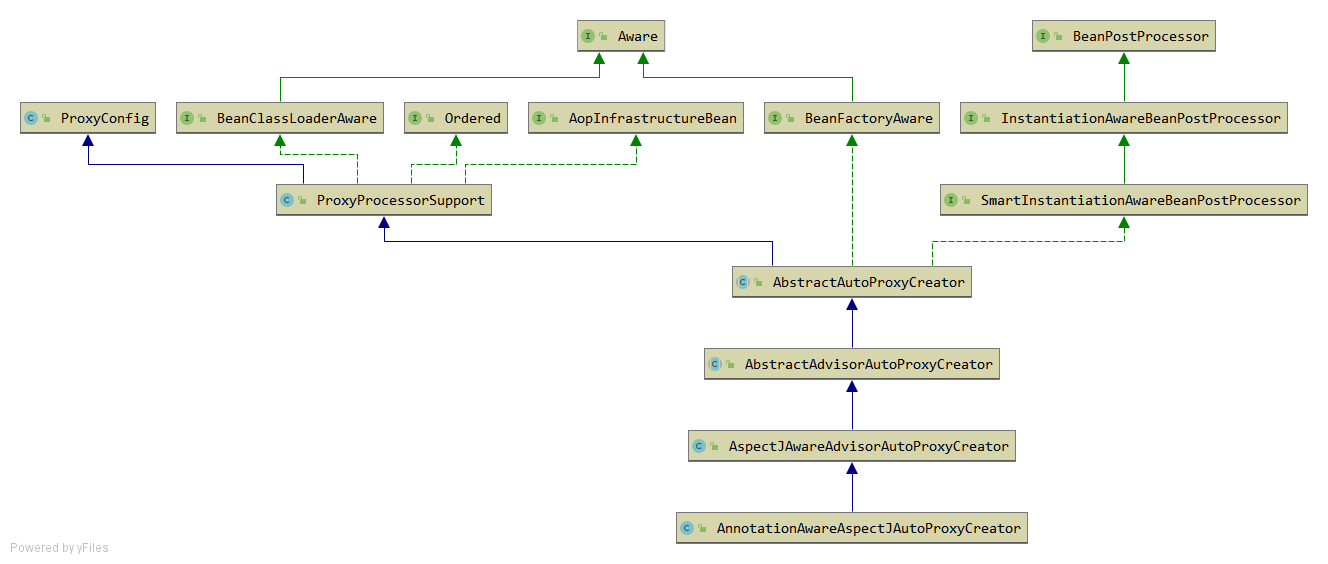 Aware
BeanPostProcessor
ProxyConfig
BeanClassLoaderAware
Ordered
AopInfrastructureBean
BeanFactoryAware
InstantiationAwareBeanPostProcessor
ProxyProcessorSupport
SmartInstantiationAwareBeanPostProcessor
AbstractAutoProxyCreator
AbstractAdvisorAutoProxyCreator
AspectJAwareAdvisorAutoProxyCreator
AnnotationAwareAspectJAutoProxyCreator
Powered by yFiles